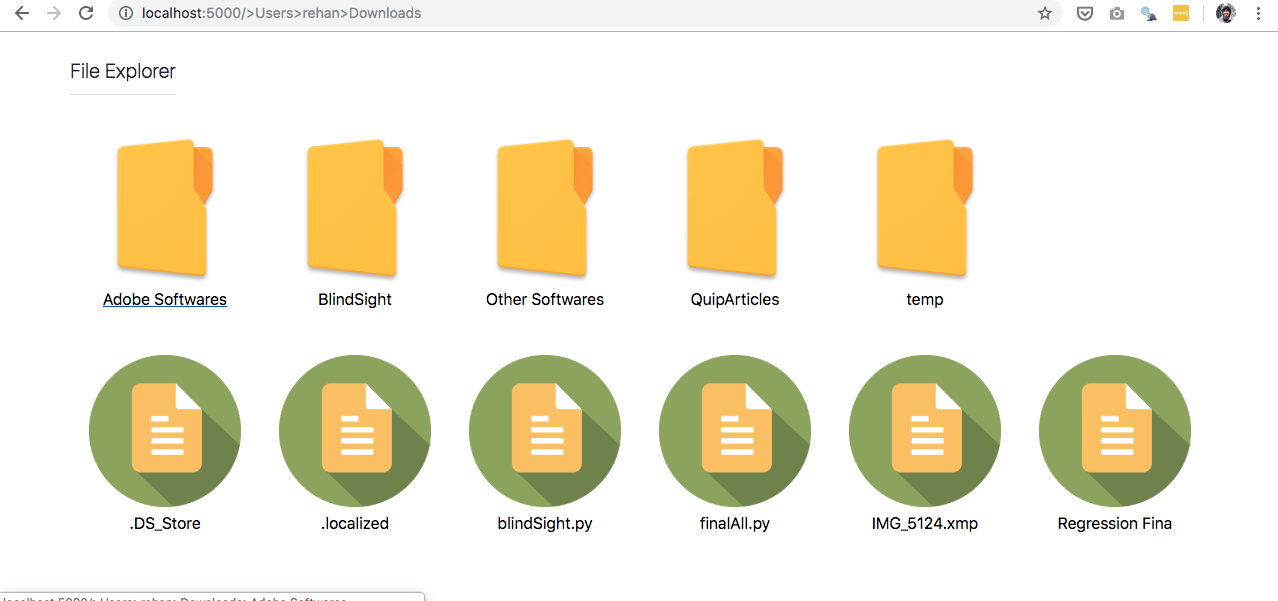 localhost:5000/>Users>rehan>Downloads
File Explorer
Adobe Softwares
BlindSight
Other Softwares
QuipArticles
temp
.DS_Store
.localized
blindSight.py
finalAll.py
IMG_5124.xmp
Regression Fina